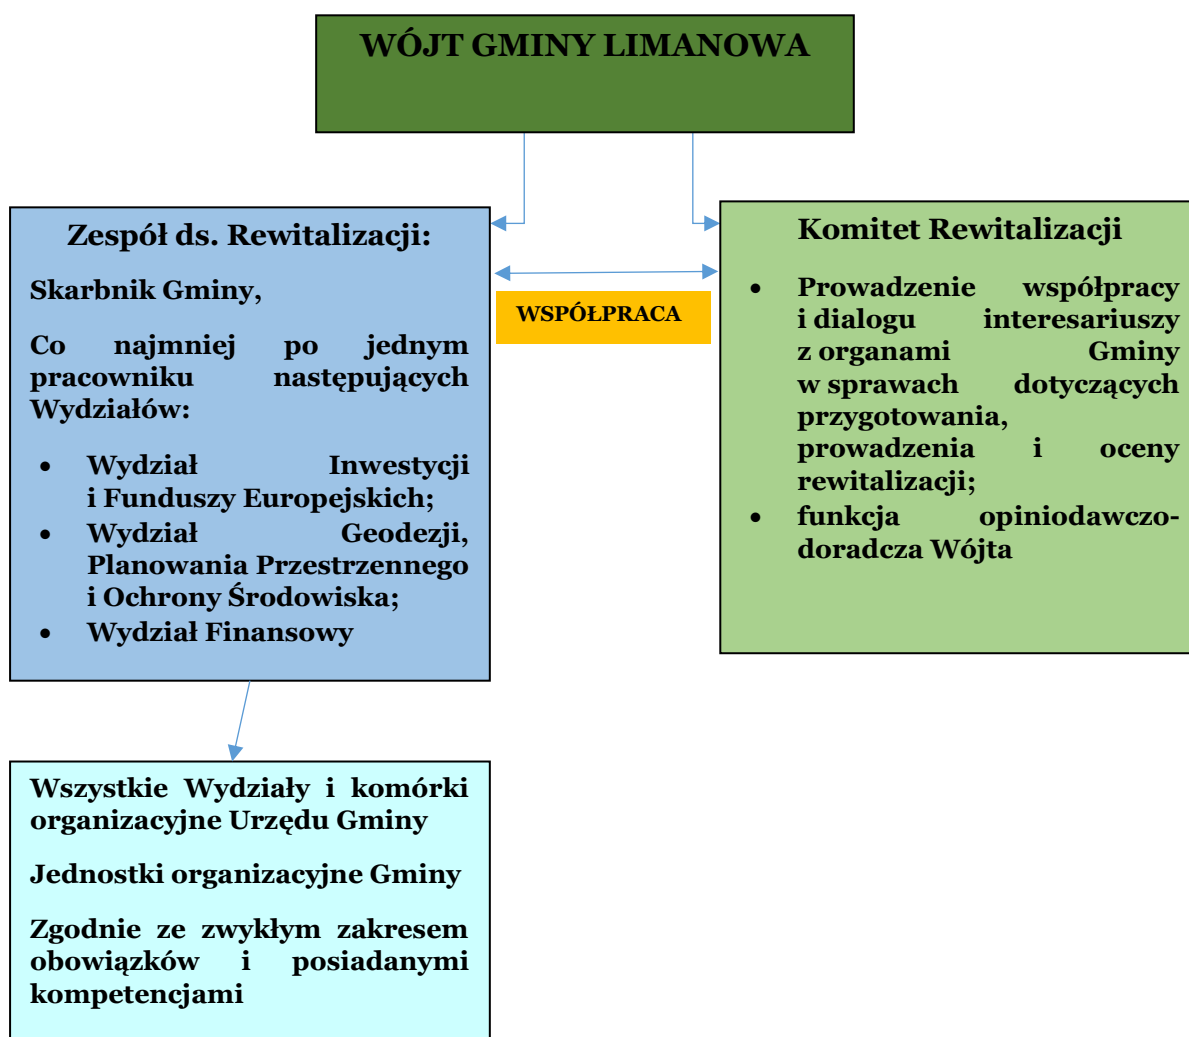 WÓJT GMINY LIMANOWA
Zespół ds. Rewitalizacji:
Skarbnik Gminy,
Co najmniej po jednym
pracowniku następujących
Wydziałów:
• Wydział Inwestycji
i Funduszy Europejskich;
• Wydział Geodezji,
Planowania Przestrzennego
i Ochrony Środowiska;
• Wydział Finansowy
WSPÓŁPRACA
Komitet Rewitalizacji
• Prowadzenie współpracy
i dialogu interesariuszy
z organami Gminy
w sprawach dotyczących
przygotowania,
prowadzenia i oceny
rewitalizacji;
• funkcja opiniodawczo-
doradcza Wójta
Wszystkie Wydziały i komórki
organizacyjne Urzędu Gminy
Jednostki organizacyjne Gminy
Zgodnie ze zwykłym zakresem
obowiązków i posiadanymi
kompetencjami